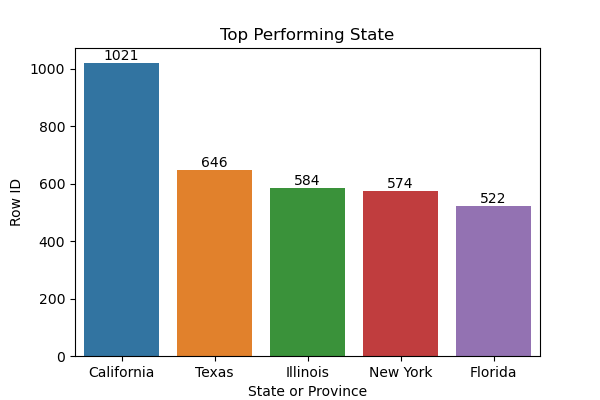 Top Performing State
1021
646
584
574
522
1000
800
600
400
200
0
Row ID
California Texas Illinois New York Florida
State or Province